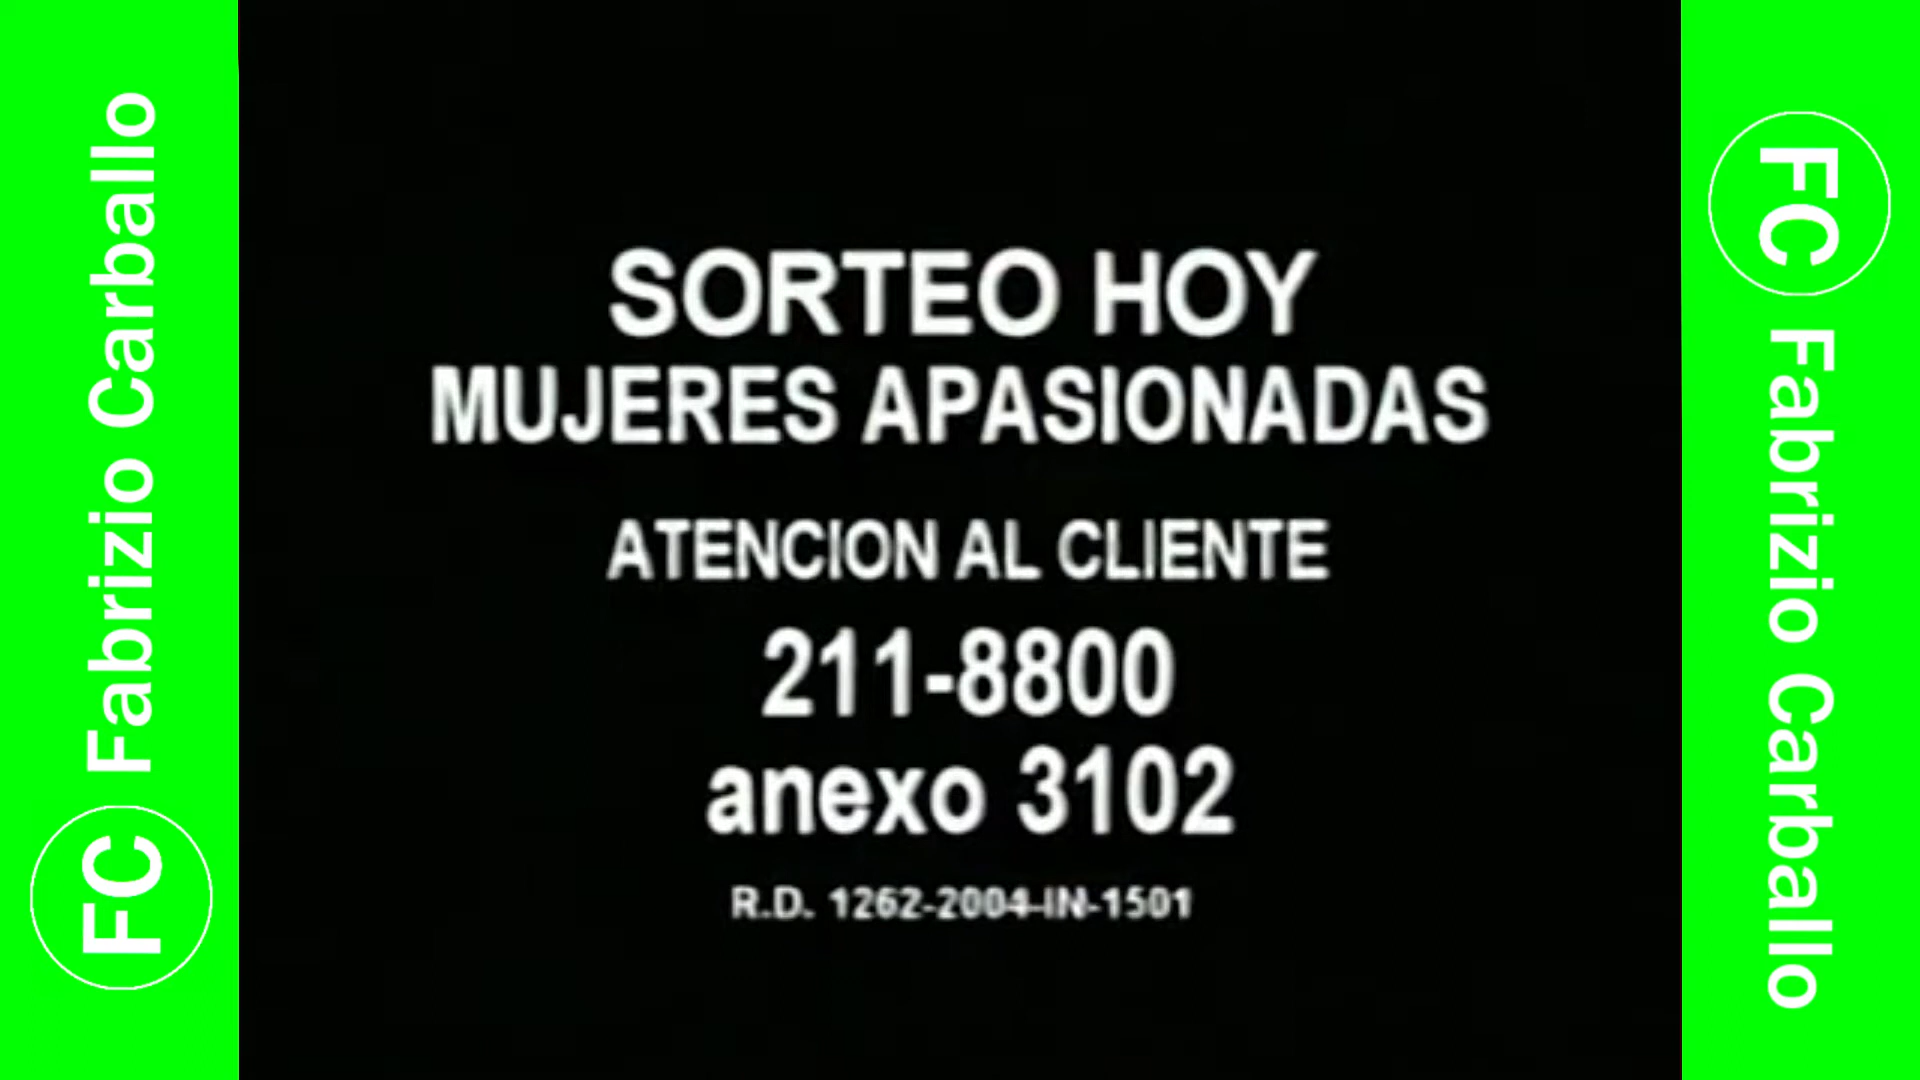 FC Fabrizio Carballo
SORTEO HOY
MUJERES APASIONADAS
ATENCION AL CLIENTE
211-8800
anexo 3102
R.D. 1262-2004-IN-1501
FC Fabrizio Carballo